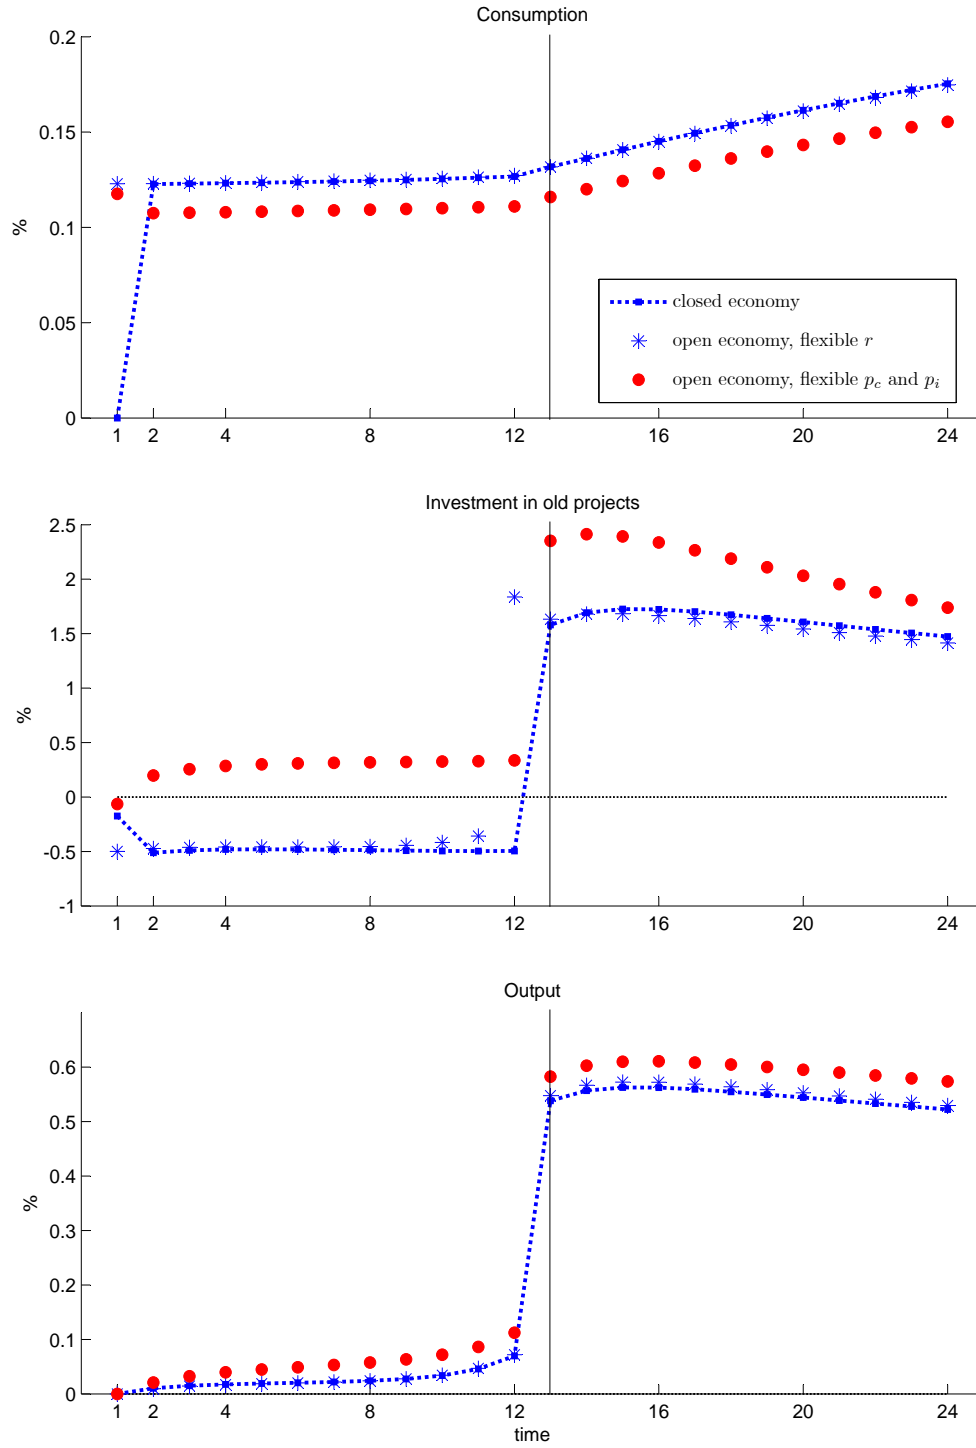 Consumption
0.2
0.15
0.1
0.05
0
%
closed economy
open economy, flexible r
open economy, flexible p_c and p_i
1 2 4 8 12 16 20 24
Investment in old projects
2.5
2
1.5
1
0.5
0
-0.5
-1
%
1 2 4 8 12 16 20 24
Output
0.6
0.5
0.4
0.3
0.2
0.1
0
%
1 2 4 8 12 16 20 24
time